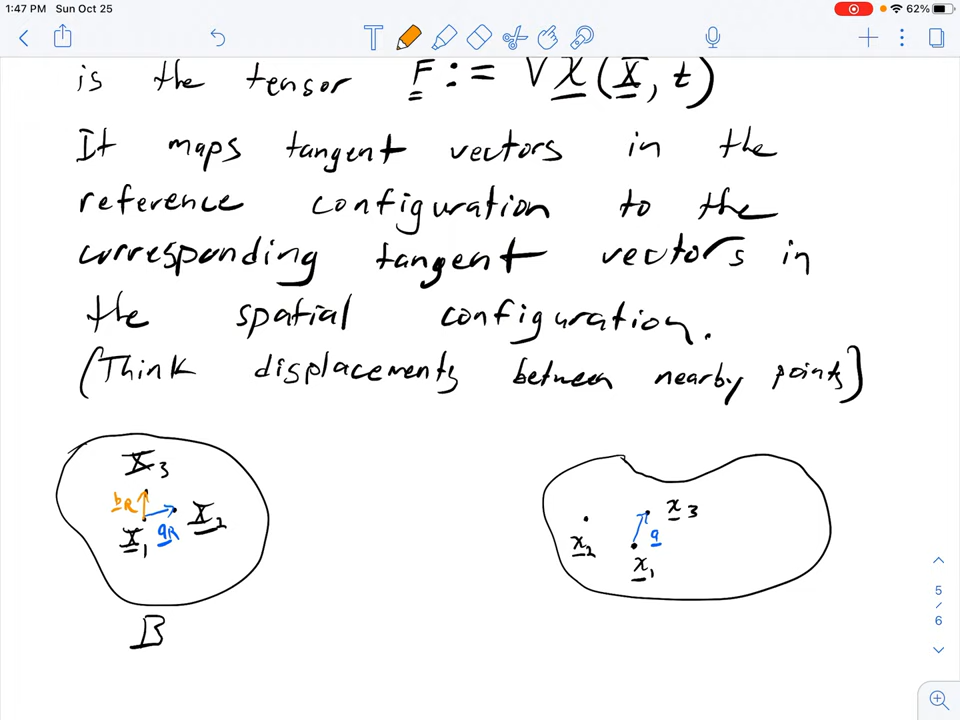 1:47 PM Sun Oct 25
62%
is the tensor F := ∇χ(X, t)
It maps tangent vectors in the
reference configuration to the
corresponding tangent vectors in
the spatial configuration.
(Think displacements between nearby points)
X3
bR
X1
aR
X2
B
x2
x3
a
x1
T
5
/
6